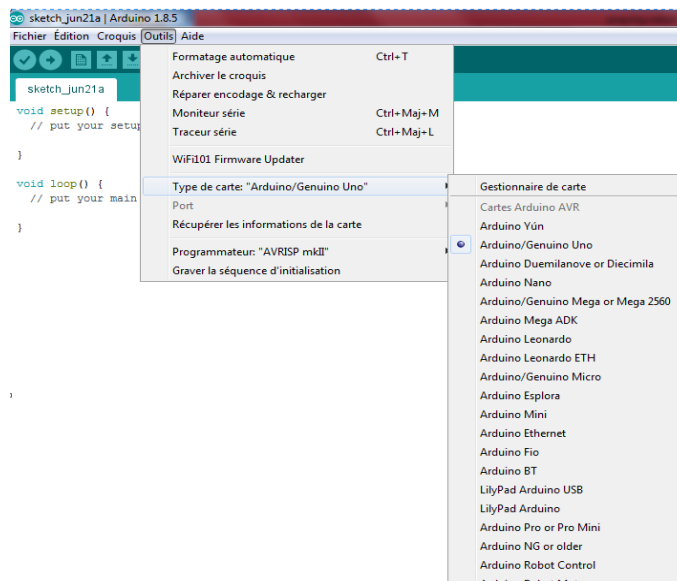 sketch_jun21a | Arduino 1.8.5
Fichier Édition Croquis Outils Aide
sketch_jun21a
void setup() {
// put your setup
}
void loop() {
// put your main
}
Formatage automatique Ctrl+T
Archiver le croquis
Réparer encodage & recharger
Moniteur série Ctrl+Maj+M
Traceur série Ctrl+Maj+L
WiFi101 Firmware Updater
Type de carte: "Arduino/Genuino Uno"
Port
Récupérer les informations de la carte
Programmateur: "AVRISP mkII"
Graver la séquence d'initialisation
Gestionnaire de carte
Cartes Arduino AVR
Arduino Yún
Arduino/Genuino Uno
Arduino Duemilanove or Diecimila
Arduino Nano
Arduino/Genuino Mega or Mega 2560
Arduino Mega ADK
Arduino Leonardo
Arduino Leonardo ETH
Arduino/Genuino Micro
Arduino Esplora
Arduino Mini
Arduino Ethernet
Arduino Fio
Arduino BT
LilyPad Arduino USB
LilyPad Arduino
Arduino Pro or Pro Mini
Arduino NG or older
Arduino Robot Control